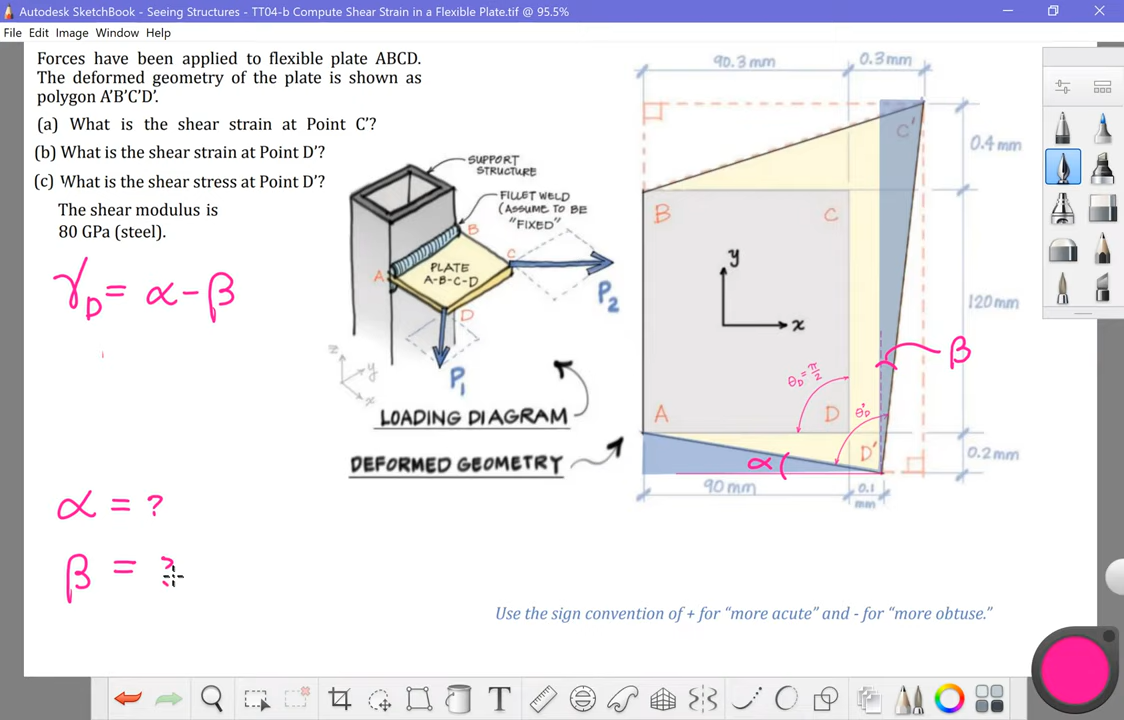 Autodesk SketchBook - Seeing Structures - TT04-b Compute Shear Strain in a Flexible Plate.tif @ 95.5%
File Edit Image Window Help
Forces have been applied to flexible plate ABCD.
The deformed geometry of the plate is shown as
polygon A'B'C'D'.
(a) What is the shear strain at Point C'?
(b) What is the shear strain at Point D'?
(c) What is the shear stress at Point D'?
The shear modulus is
80 GPa (steel).
γD = α - β
α = ?
β = ?
SUPPORT
STRUCTURE
FILLET WELD
(ASSUME TO BE
"FIXED"
B
C
A
PLATE
A-B-C-D
D
P2
P1
z
y
x
LOADING DIAGRAM
DEFORMED GEOMETRY
90.3 mm
0.3 mm
C'
0.4 mm
B
C
y
x
120 mm
β
θD = π/2
A
D
θ'D
D'
α
0.2 mm
90 mm
0.1
mm
Use the sign convention of + for “more acute” and - for “more obtuse.”
T